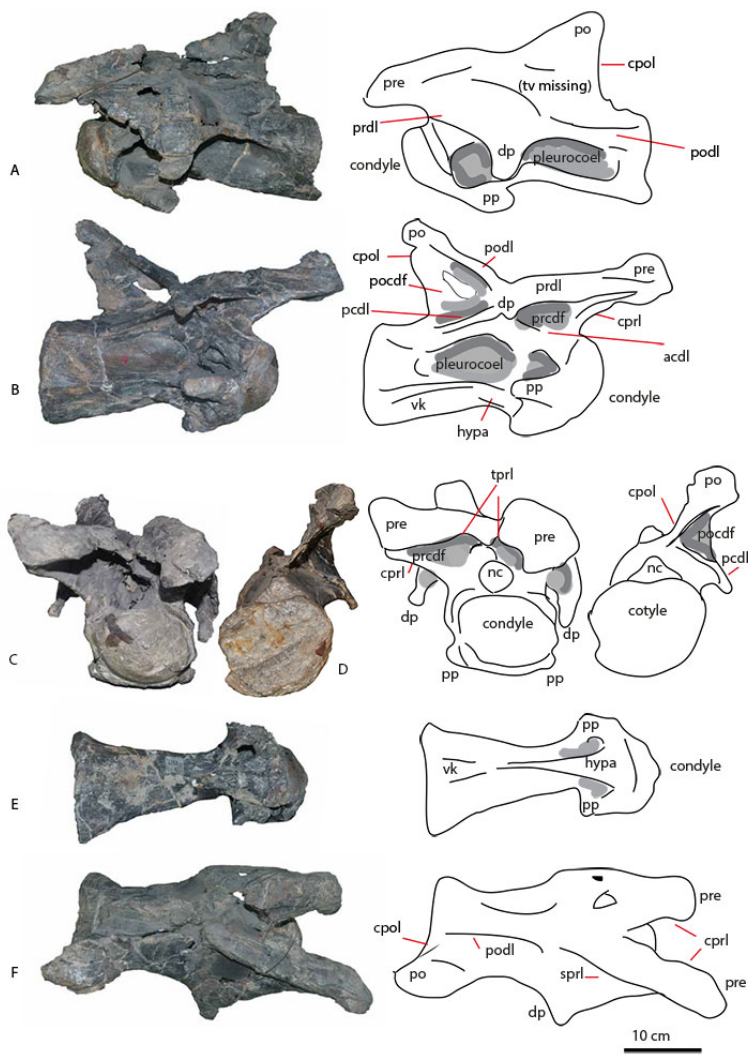 po
cpol
pre
(tv missing)
prdl
dp
pleurocoel
podl
condyle
pp
A
po
cpol
podl
pocdf
pre
prdl
pcdl
dp
prcdf
cprl
acdl
pleurocoel
pp
condyle
vk
hypa
B
tprl
po
cpol
pre
pre
prcdf
pocdf
cprl
nc
pcdl
nc
dp
condyle
cotyle
dp
C
D
pp
pp
pp
vk
hypa
condyle
pp
E
pre
cpol
cprl
podl
po
sprl
pre
F
dp
10 cm